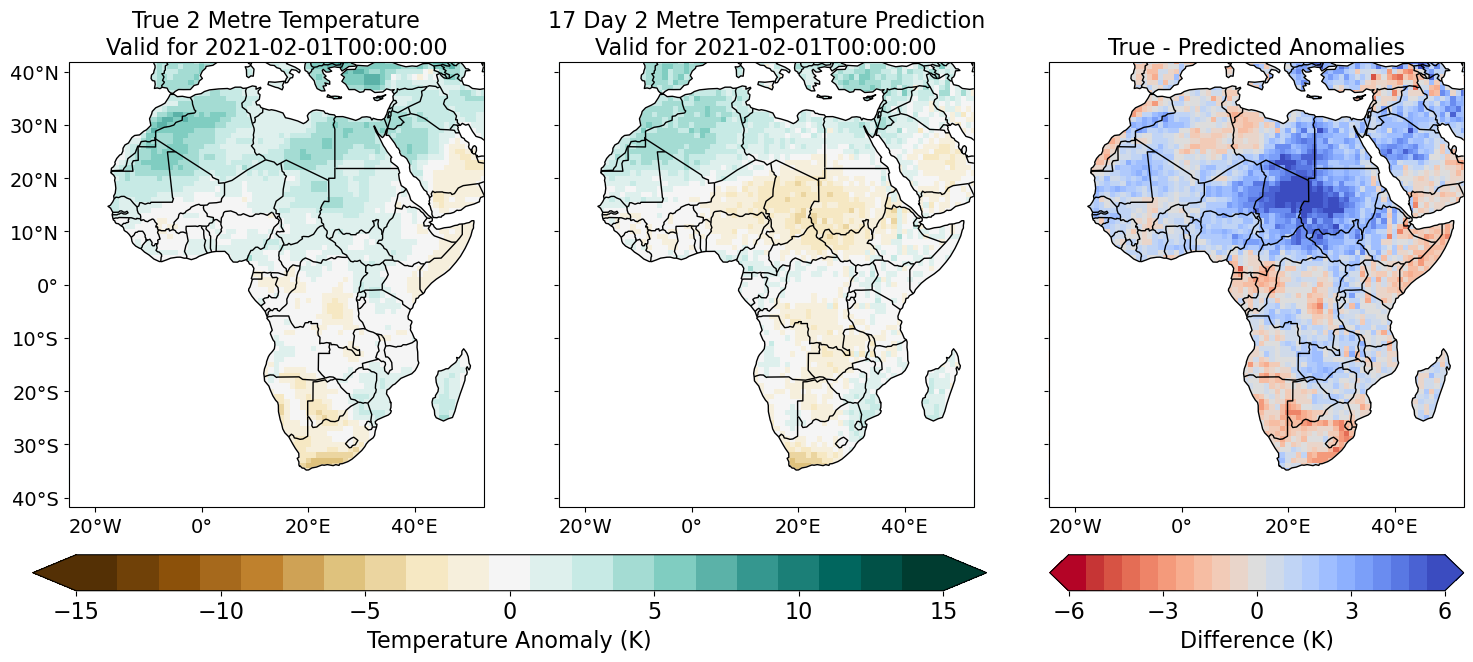 True 2 Metre Temperature
Valid for 2021-02-01T00:00:00
17 Day 2 Metre Temperature Prediction
Valid for 2021-02-01T00:00:00
True - Predicted Anomalies
40°N
30°N
20°N
10°N
0°
10°S
20°S
30°S
40°S
20°W 0° 20°E 40°E
20°W 0° 20°E 40°E
20°W 0° 20°E 40°E
−15 −10 −5 0 5 10 15
Temperature Anomaly (K)
−6 −3 0 3 6
Difference (K)